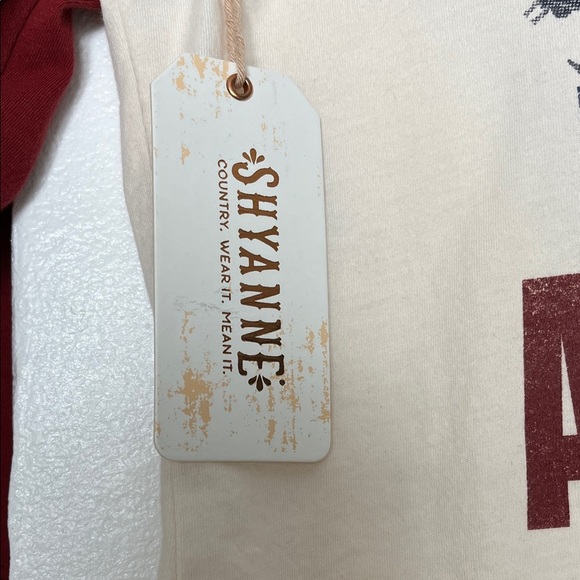 SHYANNE
COUNTRY. WEAR IT. MEAN IT.
A